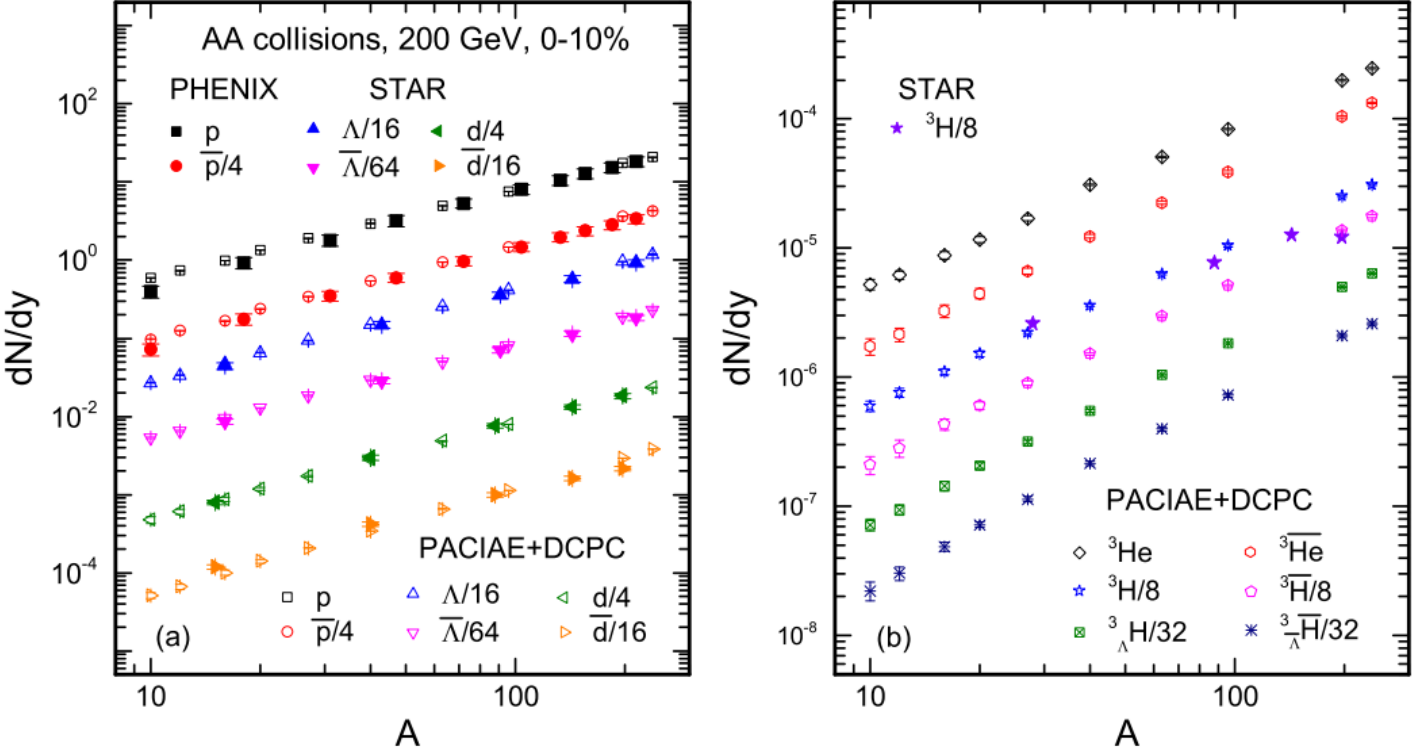 AA collisions, 200 GeV, 0-10%
PHENIX STAR
p Λ/16 d/4
p̅/4 Λ̅/64 d̅/16
dN/dy
10²
10⁰
10⁻²
10⁻⁴
PACIAE+DCPC
p Λ/16 d/4
p̅/4 Λ̅/64 d̅/16
(a)
10 100
A
STAR
³H/8
dN/dy
10⁻⁴
10⁻⁵
10⁻⁶
10⁻⁷
10⁻⁸
PACIAE+DCPC
³He ³H̅e̅
³H/8 ³H̅/8
³ΛH/32 ³Λ̅H̅/32
(b)
10 100
A